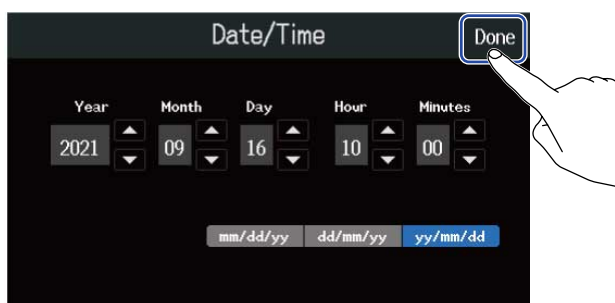 Date/Time Done
Year Month Day Hour Minutes
2021 09 16 10 00
mm/dd/yy dd/mm/yy yy/mm/dd